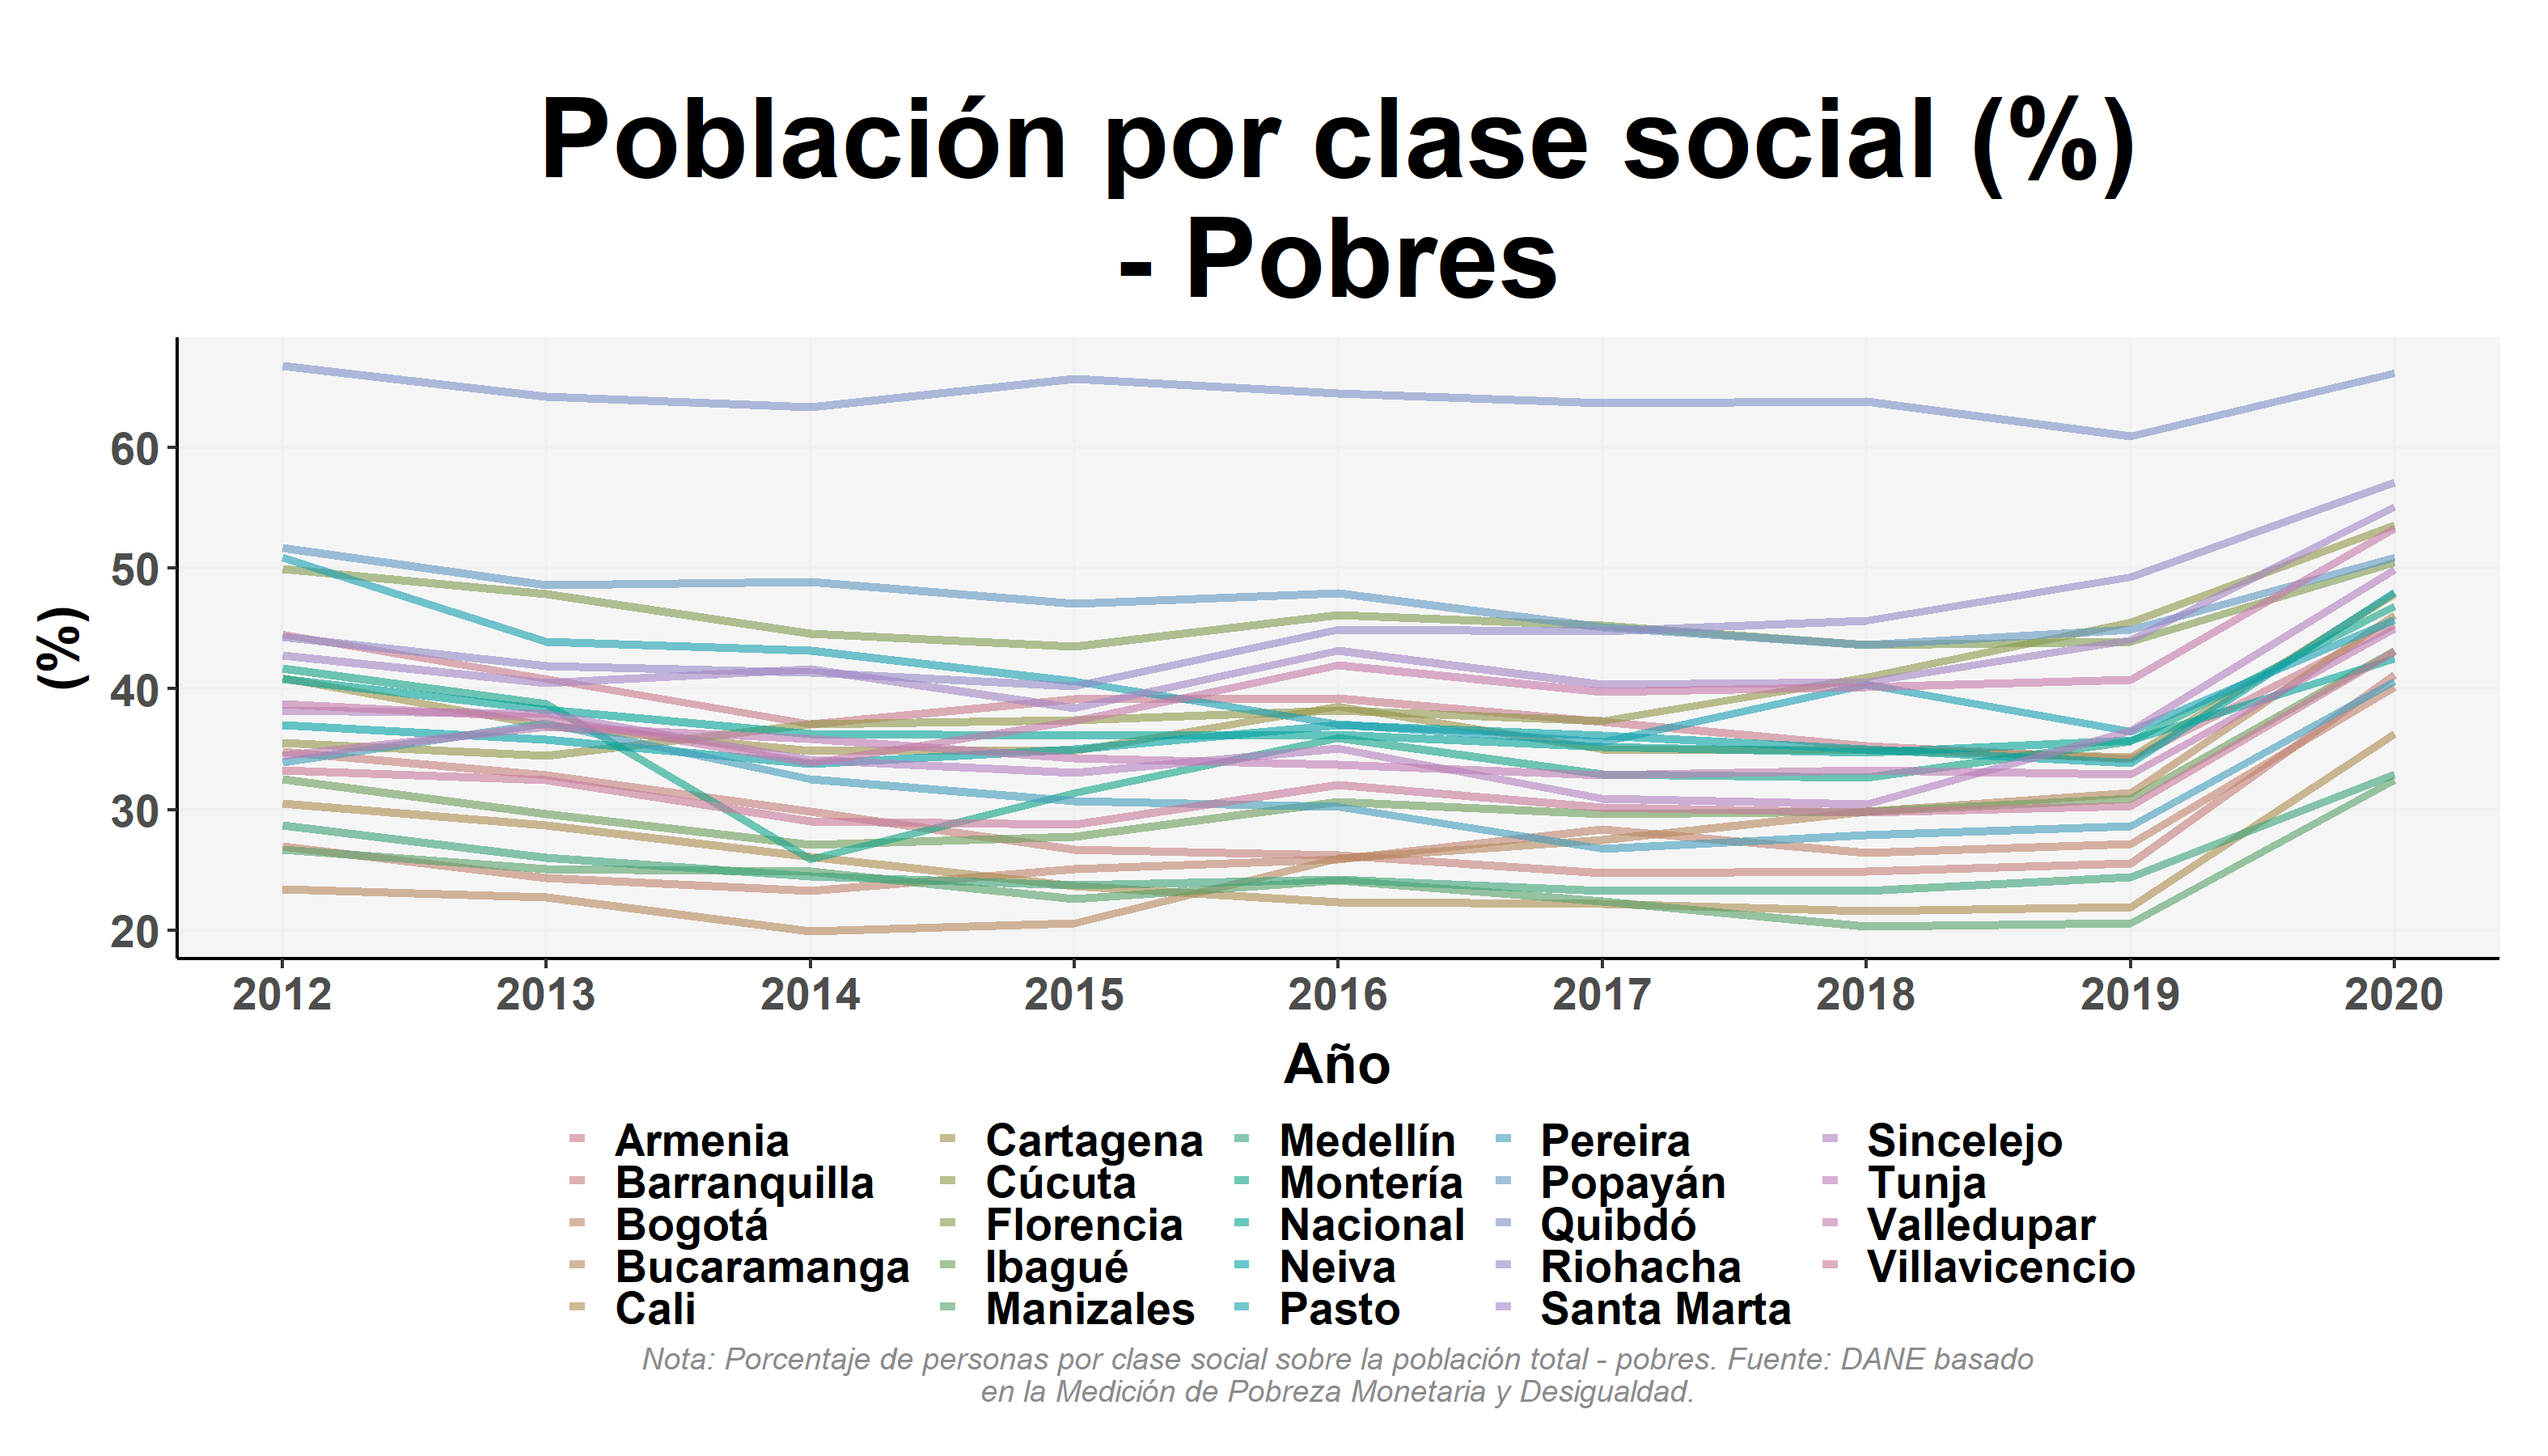 Población por clase social (%)
- Pobres
(%)
60
50
40
30
20
2012 2013 2014 2015 2016 2017 2018 2019 2020
Año
Armenia Cartagena Medellín Pereira Sincelejo
Barranquilla Cúcuta Montería Popayán Tunja
Bogotá Florencia Nacional Quibdó Valledupar
Bucaramanga Ibagué Neiva Riohacha Villavicencio
Cali Manizales Pasto Santa Marta
Nota: Porcentaje de personas por clase social sobre la población total - pobres. Fuente: DANE basado
en la Medición de Pobreza Monetaria y Desigualdad.